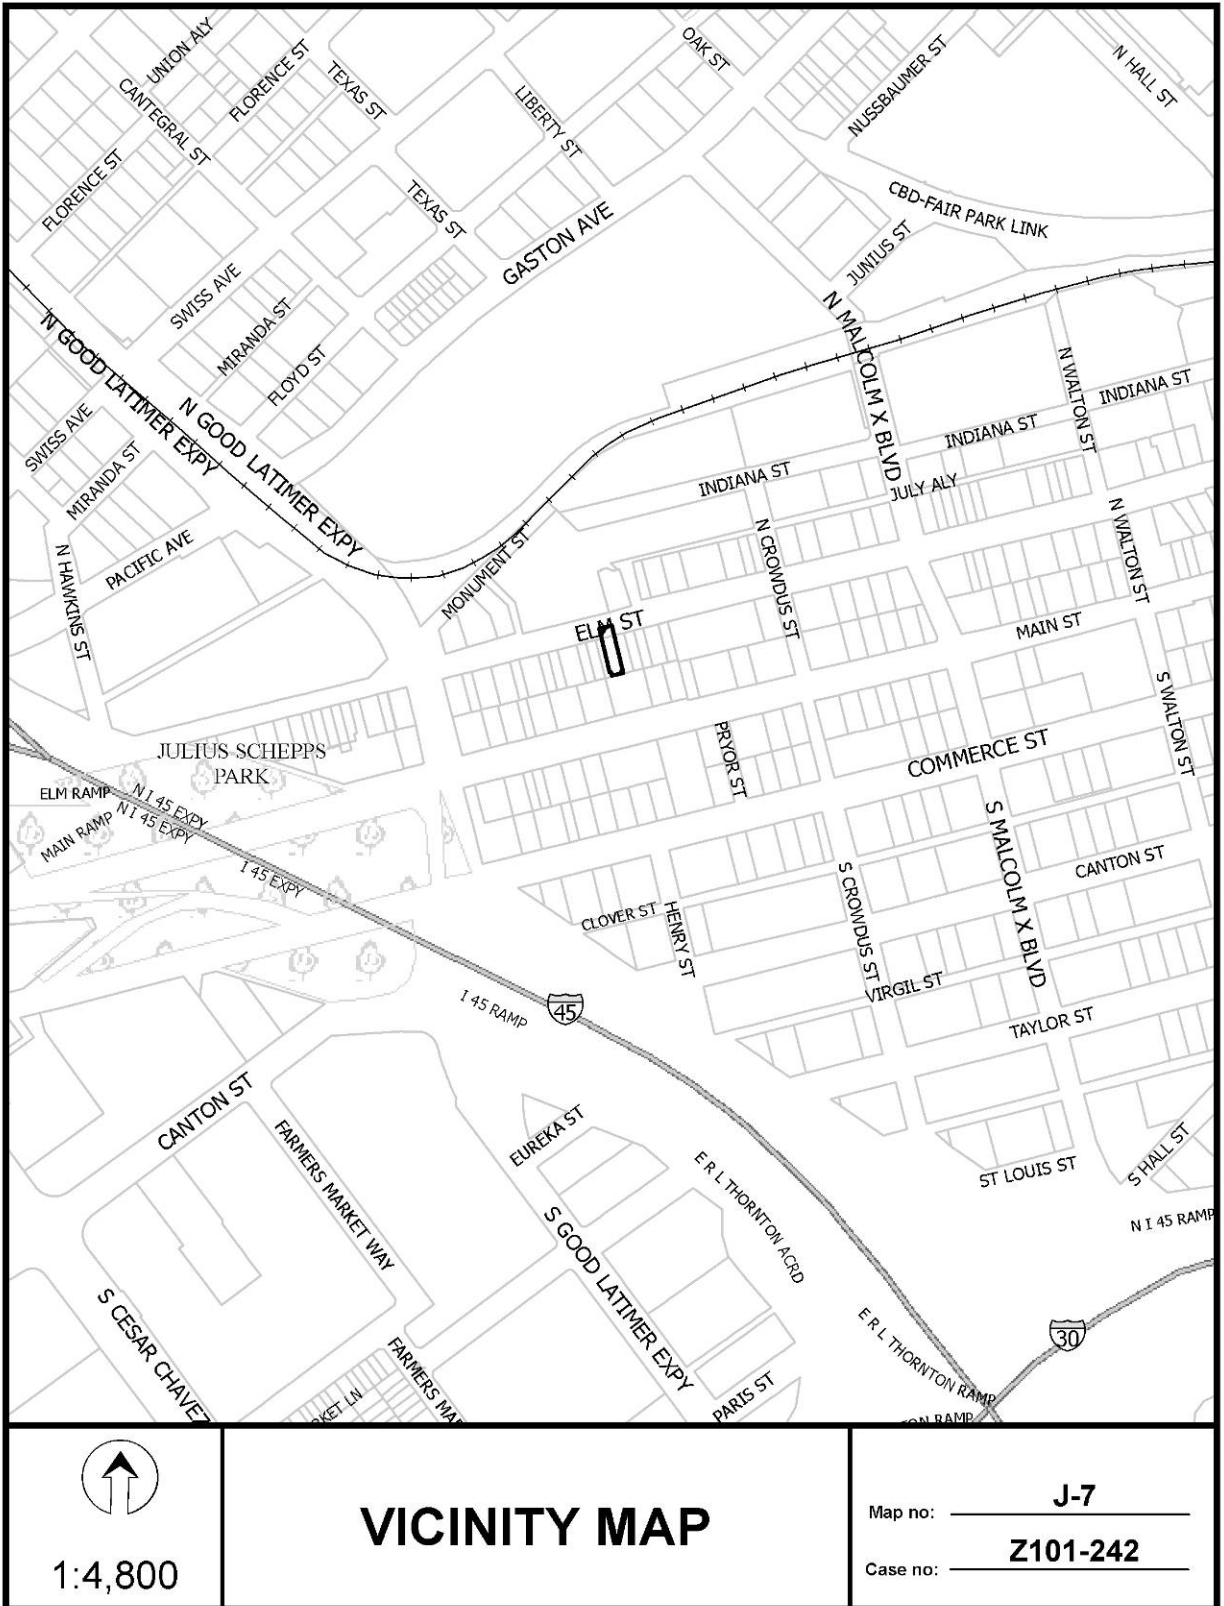 UNION ALY
OAK ST
FLORENCE ST
TEXAS ST
NUSSBAUMER ST
N HALL ST
CANTEGRAL ST
LIBERTY ST
FLORENCE ST
TEXAS ST
CBD-FAIR PARK LINK
GASTON AVE
JUNIUS ST
SWISS AVE
MIRANDA ST
N MALCOLM X BLVD
FLOYD ST
N GOOD LATIMER EXPY
N WALTON ST
INDIANA ST
N GOOD LATIMER EXPY
SWISS AVE
INDIANA ST
MIRANDA ST
INDIANA ST
JULY ALY
N WALTON ST
N HAWKINS ST
PACIFIC AVE
MONUMENT ST
N CROWDUS ST
ELM ST
MAIN ST
S WALTON ST
PRYOR ST
JULIUS SCHEPPS
PARK
COMMERCE ST
ELM RAMP
N I 45 EXPY
N I 45 EXPY
MAIN RAMP
S MALCOLM X BLVD
I 45 EXPY
CANTON ST
S CROWDUS ST
CLOVER ST
HENRY ST
VIRGIL ST
I 45 RAMP
45
TAYLOR ST
CANTON ST
EUREKA ST
FARMERS MARKET WAY
E R L THORNTON ACRD
ST LOUIS ST
S HALL ST
N I 45 RAMP
S GOOD LATIMER EXPY
S CESAR CHAVEZ
30
E R L THORNTON RAMP
FARMERS MAR
RKET LN
PARIS ST
TON RAMP
VICINITY MAP
1:4,800
Map no: J-7
Case no: Z101-242